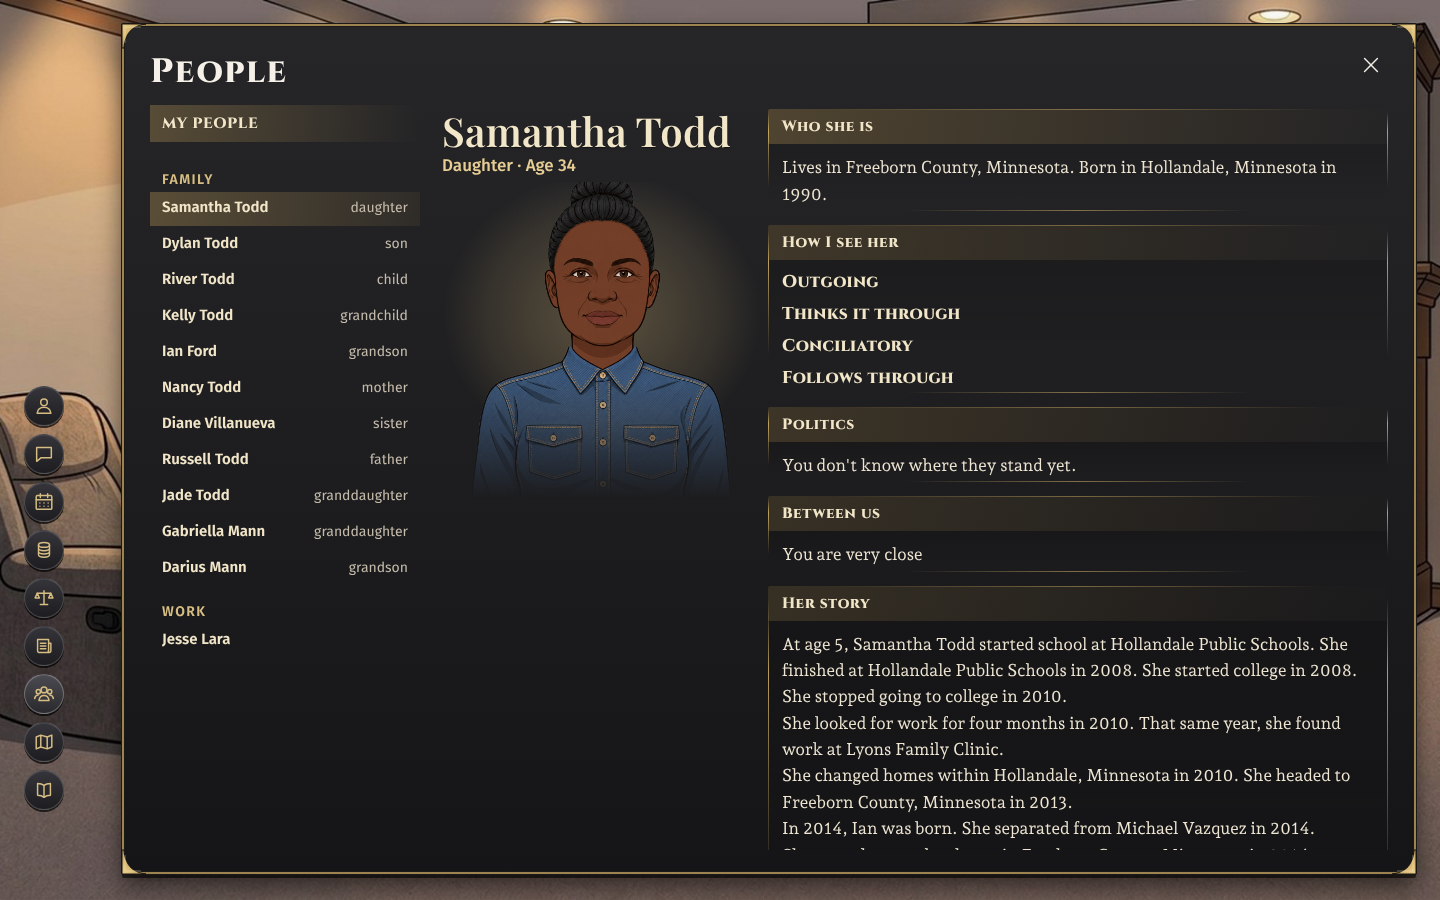 People
My People
FAMILY
Samantha Todd daughter
Dylan Todd son
River Todd child
Kelly Todd grandchild
Ian Ford grandson
Nancy Todd mother
Diane Villanueva sister
Russell Todd father
Jade Todd granddaughter
Gabriella Mann granddaughter
Darius Mann grandson
WORK
Jesse Lara
Samantha Todd
Daughter · Age 34
Who she is
Lives in Freeborn County, Minnesota. Born in Hollandale, Minnesota in
1990.
How I see her
Outgoing
Thinks it through
Conciliatory
Follows through
Politics
You don't know where they stand yet.
Between us
You are very close
Her story
At age 5, Samantha Todd started school at Hollandale Public Schools. She
finished at Hollandale Public Schools in 2008. She started college in 2008.
She stopped going to college in 2010.
She looked for work for four months in 2010. That same year, she found
work at Lyons Family Clinic.
She changed homes within Hollandale, Minnesota in 2010. She headed to
Freeborn County, Minnesota in 2013.
In 2014, Ian was born. She separated from Michael Vazquez in 2014.